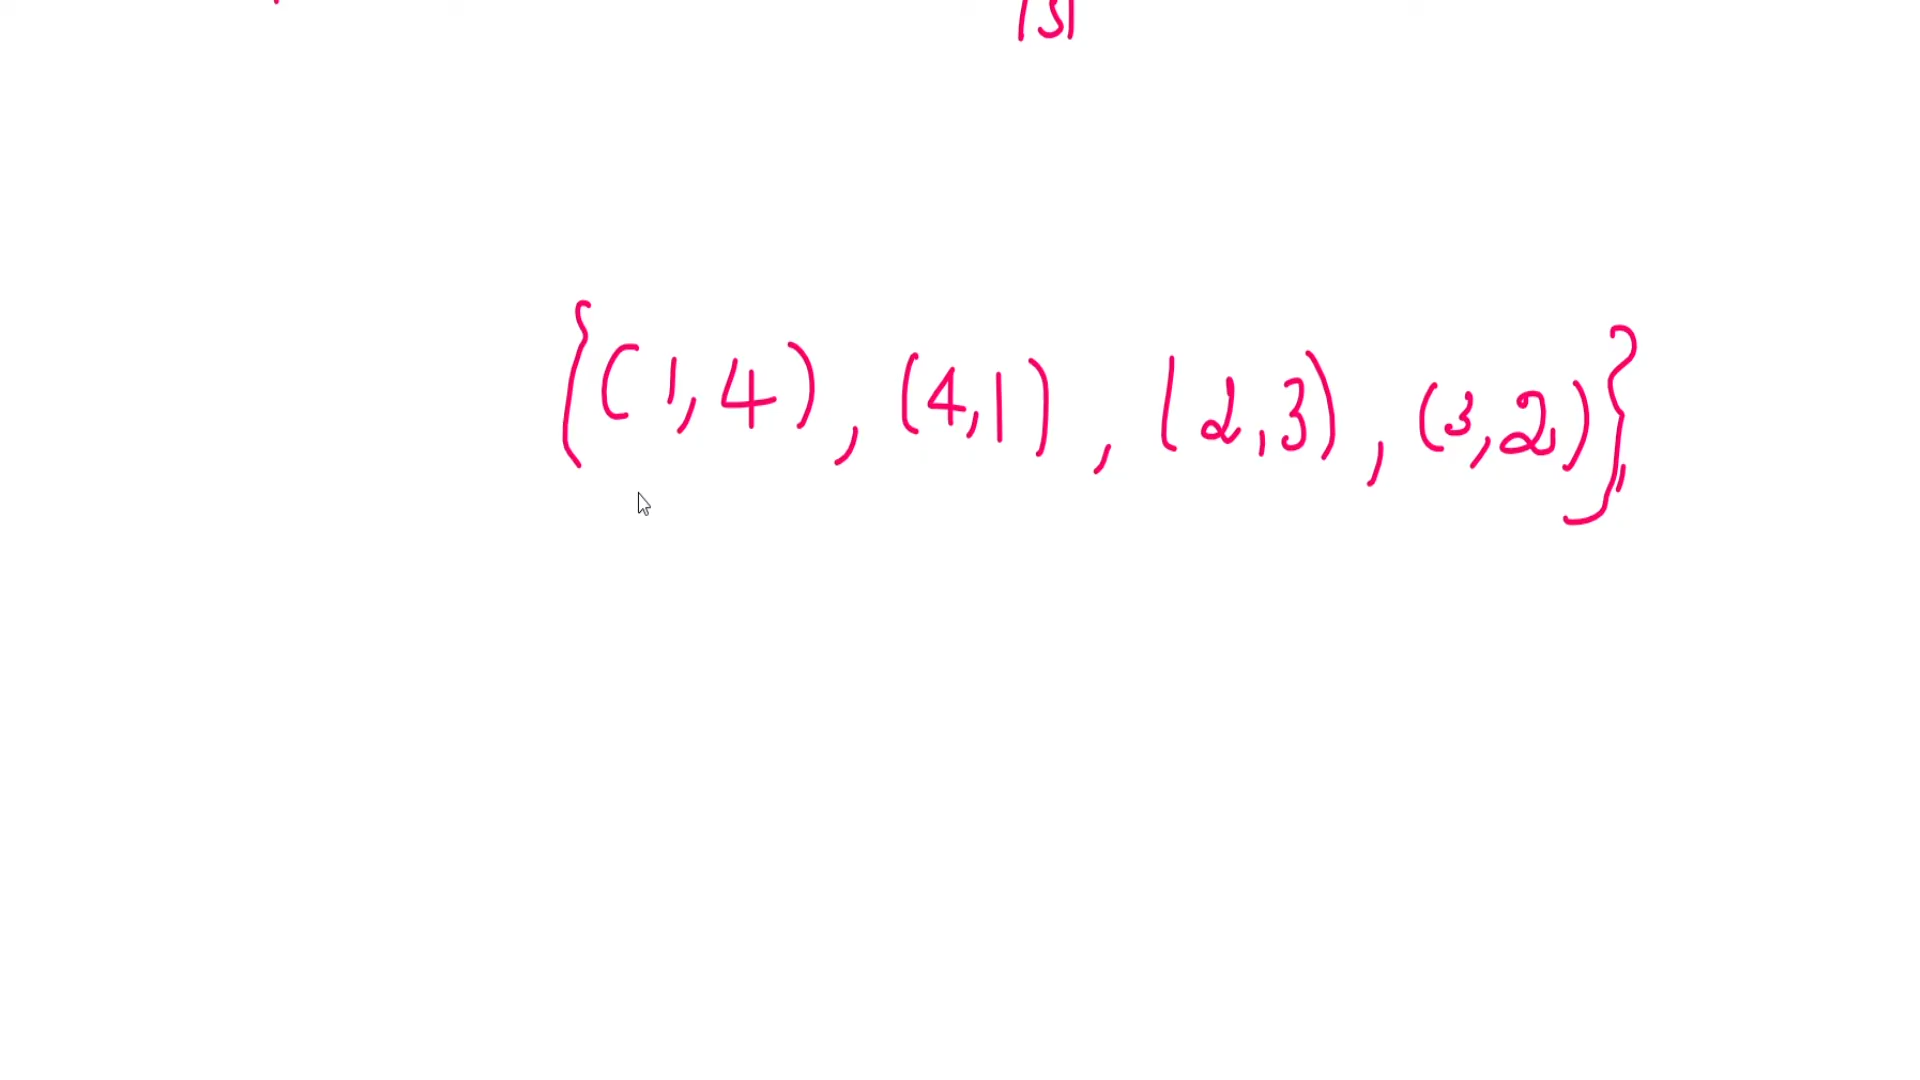 |S|
{(1,4), (4,1), (2,3), (3,2)}